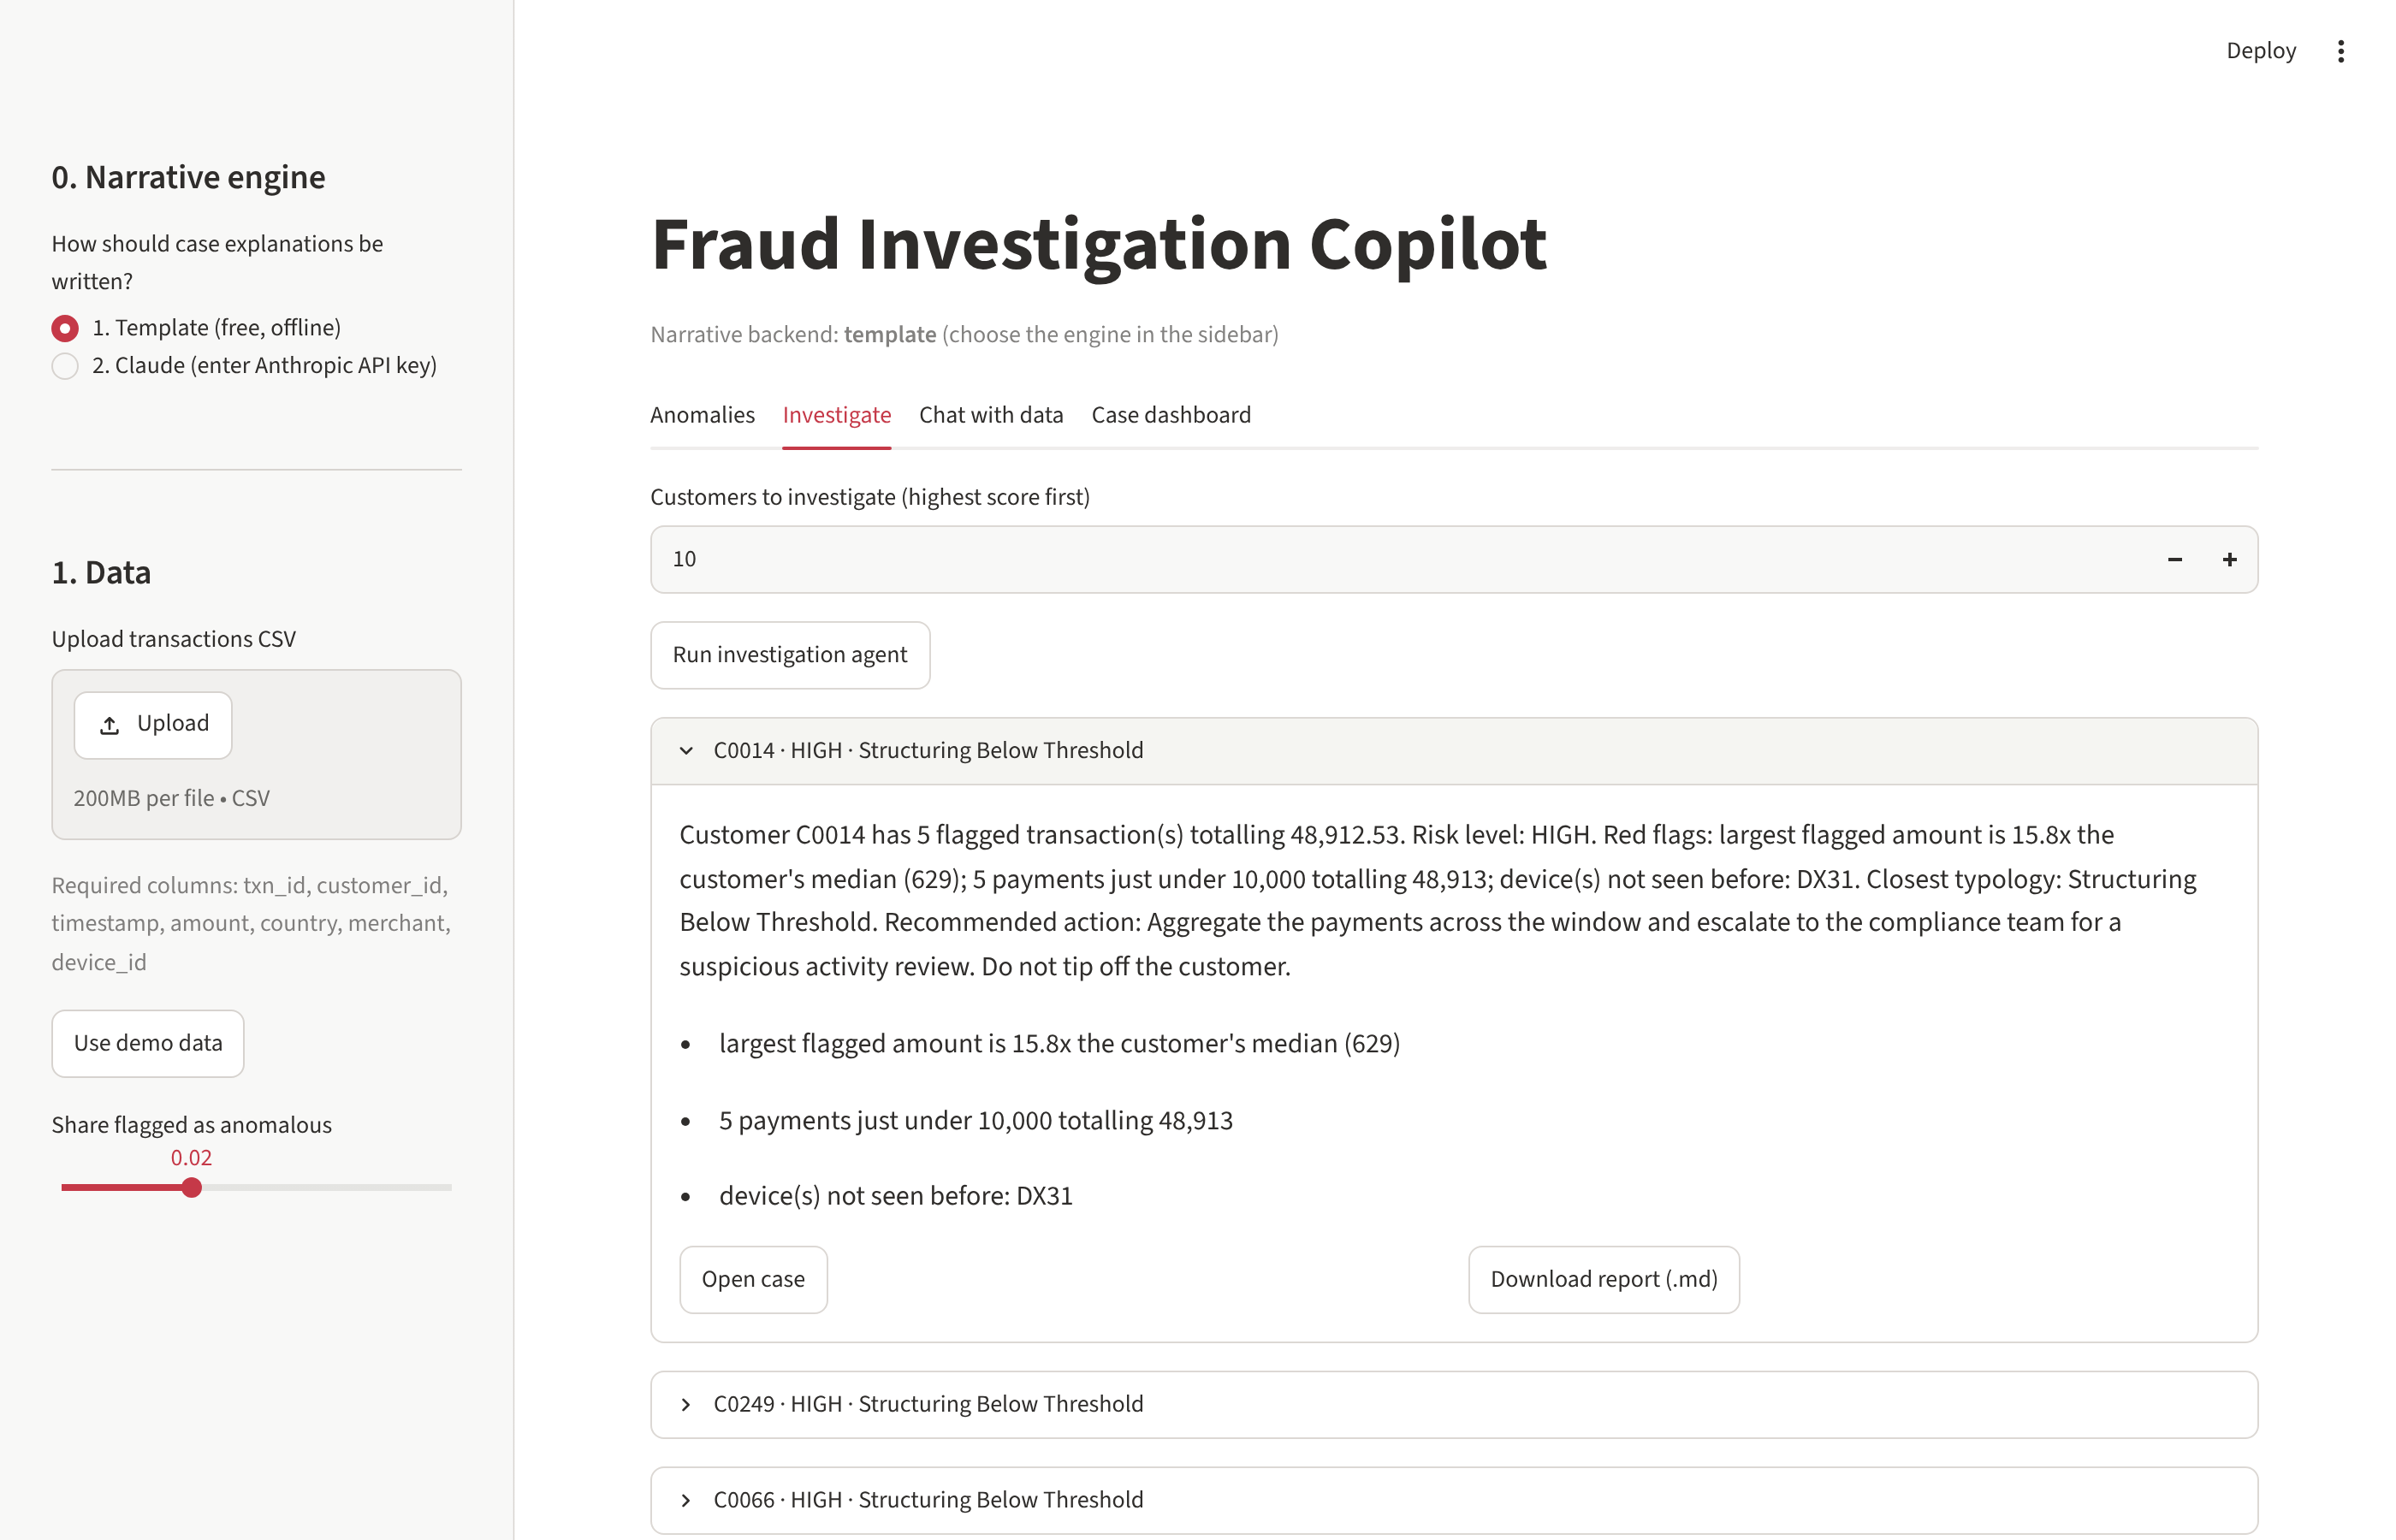 Deploy
0. Narrative engine
How should case explanations be
written?
1. Template (free, offline)
2. Claude (enter Anthropic API key)
1. Data
Upload transactions CSV
Upload
200MB per file • CSV
Required columns: txn_id, customer_id,
timestamp, amount, country, merchant,
device_id
Use demo data
Share flagged as anomalous
0.02
Fraud Investigation Copilot
Narrative backend: template (choose the engine in the sidebar)
Anomalies Investigate Chat with data Case dashboard
Customers to investigate (highest score first)
10
Run investigation agent
C0014 · HIGH · Structuring Below Threshold
Customer C0014 has 5 flagged transaction(s) totalling 48,912.53. Risk level: HIGH. Red flags: largest flagged amount is 15.8x the
customer's median (629); 5 payments just under 10,000 totalling 48,913; device(s) not seen before: DX31. Closest typology: Structuring
Below Threshold. Recommended action: Aggregate the payments across the window and escalate to the compliance team for a
suspicious activity review. Do not tip off the customer.
• largest flagged amount is 15.8x the customer's median (629)
• 5 payments just under 10,000 totalling 48,913
• device(s) not seen before: DX31
Open case Download report (.md)
C0249 · HIGH · Structuring Below Threshold
C0066 · HIGH · Structuring Below Threshold